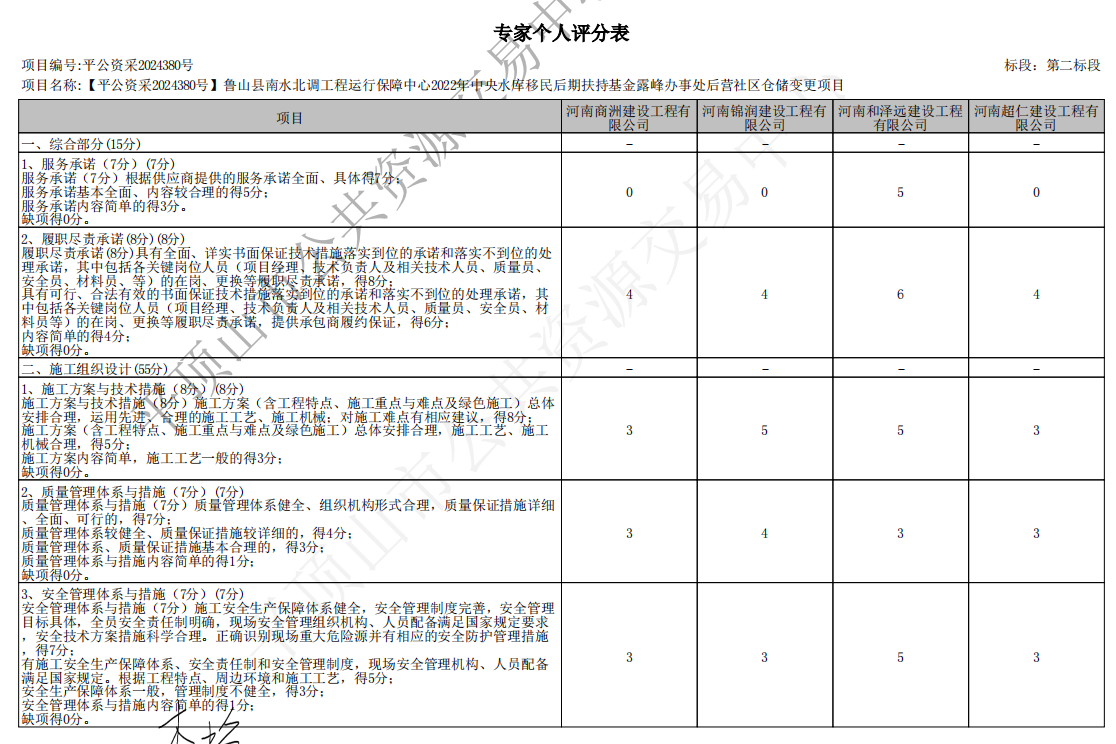 专家个人评分表
项目编号:平公资采2024380号 标段：第二标段
项目名称:【平公资采2024380号】鲁山县南水北调工程运行保障中心2022年中央水库移民后期扶持基金露峰办事处后营社区仓储变更项目
项目 河南商洲建设工程有限公司 河南锦润建设工程有限公司 河南和泽远建设工程有限公司 河南超仁建设工程有限公司
一、综合部分(15分) – – – –
1、服务承诺（7分）(7分)
服务承诺（7分）根据供应商提供的服务承诺全面、具体得7分；
服务承诺基本全面、内容较合理的得5分；
服务承诺内容简单的得3分。
缺项得0分。
0 0 5 0
2、履职尽责承诺(8分)(8分)
履职尽责承诺(8分)具有全面、详实书面保证技术措施落实到位的承诺和落实不到位的处
理承诺，其中包括各关键岗位人员（项目经理、技术负责人及相关技术人员、质量员、
安全员、材料员、等）的在岗、更换等履职尽责承诺，得8分；
具有可行、合法有效的书面保证技术措施落实到位的承诺和落实不到位的处理承诺，其
中包括各关键岗位人员（项目经理、技术负责人及相关技术人员、质量员、安全员、材
料员等）的在岗、更换等履职尽责承诺，提供承包商履约保证，得6分；
内容简单的得4分；
缺项得0分。
4 4 6 4
二、施工组织设计(55分) – – – –
1、施工方案与技术措施（8分）(8分)
施工方案与技术措施（8分）施工方案（含工程特点、施工重点与难点及绿色施工）总体
安排合理，运用先进、合理的施工工艺、施工机械；对施工难点有相应建议，得8分；
施工方案（含工程特点、施工重点与难点及绿色施工）总体安排合理，施工工艺、施工
机械合理，得5分；
施工方案内容简单，施工工艺一般的得3分；
缺项得0分。
3 5 5 3
2、质量管理体系与措施（7分）(7分)
质量管理体系与措施（7分）质量管理体系健全、组织机构形式合理，质量保证措施详细
、全面、可行的，得7分；
质量管理体系较健全、质量保证措施较详细的，得4分；
质量管理体系、质量保证措施基本合理的，得3分；
质量管理体系与措施内容简单的得1分；
缺项得0分。
3 4 3 3
3、安全管理体系与措施（7分）(7分)
安全管理体系与措施（7分）施工安全生产保障体系健全，安全管理制度完善，安全管理
目标具体，全员安全责任制明确，现场安全管理组织机构、人员配备满足国家规定要求
，安全技术方案措施科学合理。正确识别现场重大危险源并有相应的安全防护管理措施
，得7分；
有施工安全生产保障体系、安全责任制和安全管理制度，现场安全管理机构、人员配备
满足国家规定。根据工程特点、周边环境和施工工艺，得5分；
安全生产保障体系一般，管理制度不健全，得3分；
安全管理体系与措施内容简单的得1分；
缺项得0分。
3 3 5 3
平顶山市公共资源交易中
平顶山市公共资源交易中